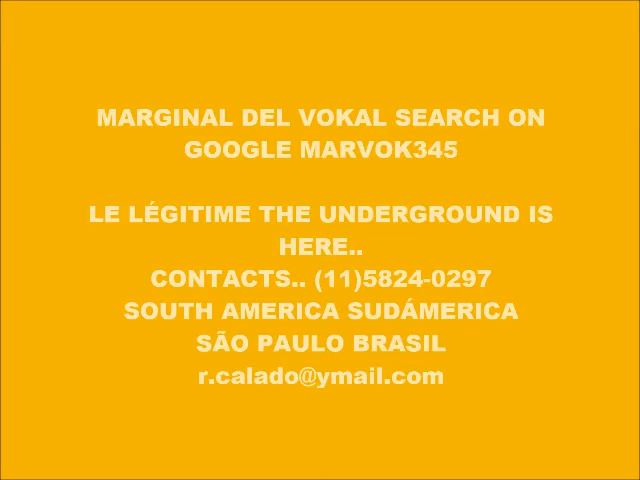 MARGINAL DEL VOKAL SEARCH ON
GOOGLE MARVOK345
LE LÉGITIME THE UNDERGROUND IS
HERE..
CONTACTS.. (11)5824-0297
SOUTH AMERICA SUDÁMERICA
SÃO PAULO BRASIL
r.calado@ymail.com